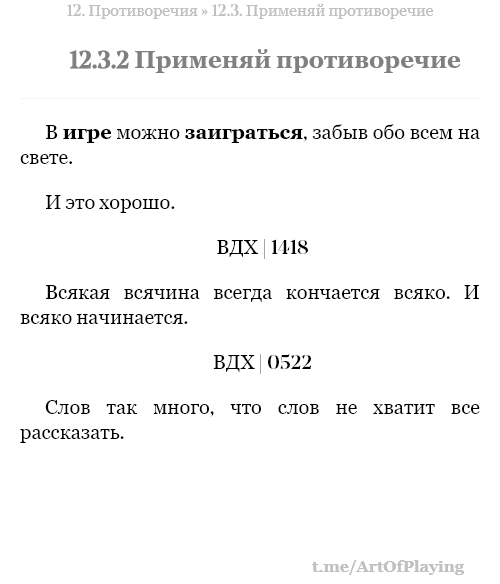 12. Противоречия » 12.3. Применяй противоречие
12.3.2 Применяй противоречие
В игре можно заиграться, забыв обо всем на
свете.
И это хорошо.
ВДХ | 1418
Всякая всячина всегда кончается всяко. И
всяко начинается.
ВДХ | 0522
Слов так много, что слов не хватит все
рассказать.
t.me/ArtOfPlaying